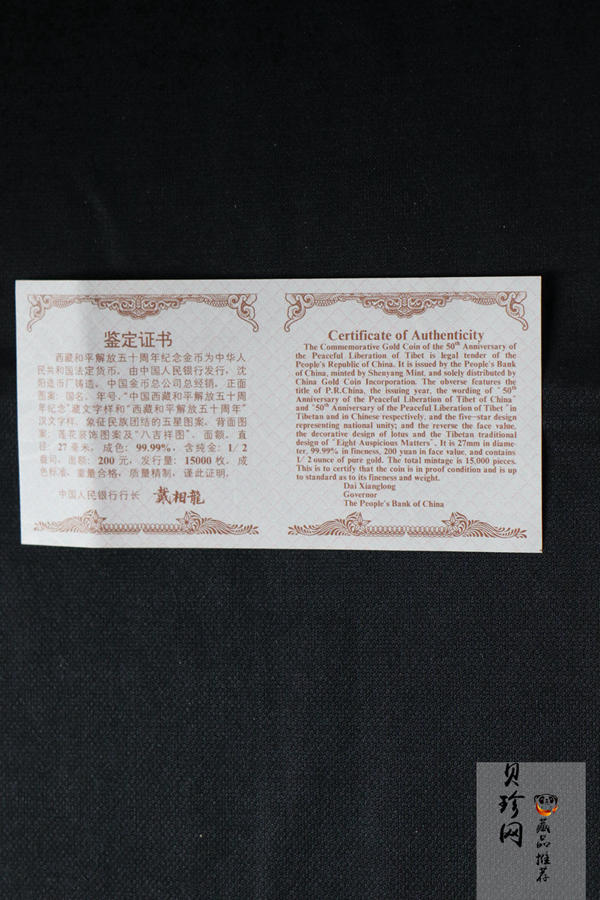 鉴定证书
西藏和平解放五十周年纪念金币为中华人
民共和国法定货币，由中国人民银行发行，沈
阳造币厂铸造，中国金币总公司总经销。正面
图案：国名、年号、"中国西藏和平解放五十周
年纪念"藏文字样和"西藏和平解放五十周年"
汉文字样、象征民族团结的五星图案。背面图
案：莲花装饰图案及"八吉祥图"、面额。直
径：27毫米，成色：99.99%，含纯金：1/2
盎司，面额：200元，发行量：15000枚。成
色标准，重量合格，质量精制，谨此证明。
中国人民银行行长 戴相龍
Certificate of Authenticity
The Commemorative Gold Coin of the 50th Anniversary of
the Peaceful Liberation of Tibet is legal tender of the
People's Republic of China. It is issued by the People's Bank
of China, minted by Shenyang Mint, and solely distributed by
China Gold Coin Incorporation. The obverse features the
title of P.R.China, the issuing year, the wording of "50th
Anniversary of the Peaceful Liberation of Tibet of China"
and "50th Anniversary of the Peaceful Liberation of Tibet" in
Tibetan and in Chinese respectively, and the five-star design
representing national unity; and the reverse the face value,
the decorative design of lotus and the Tibetan traditional
design of "Eight Auspicious Matters". It is 27mm in diame-
ter, 99.99% in fineness, 200 yuan in face value, and contains
1/2 ounce of pure gold. The total mintage is 15,000 pieces.
This is to certify that the coin is in proof condition and is up
to standard as to its fineness and weight.
Dai Xianglong
Governor
The People's Bank of China
贝珍网
藏品推荐